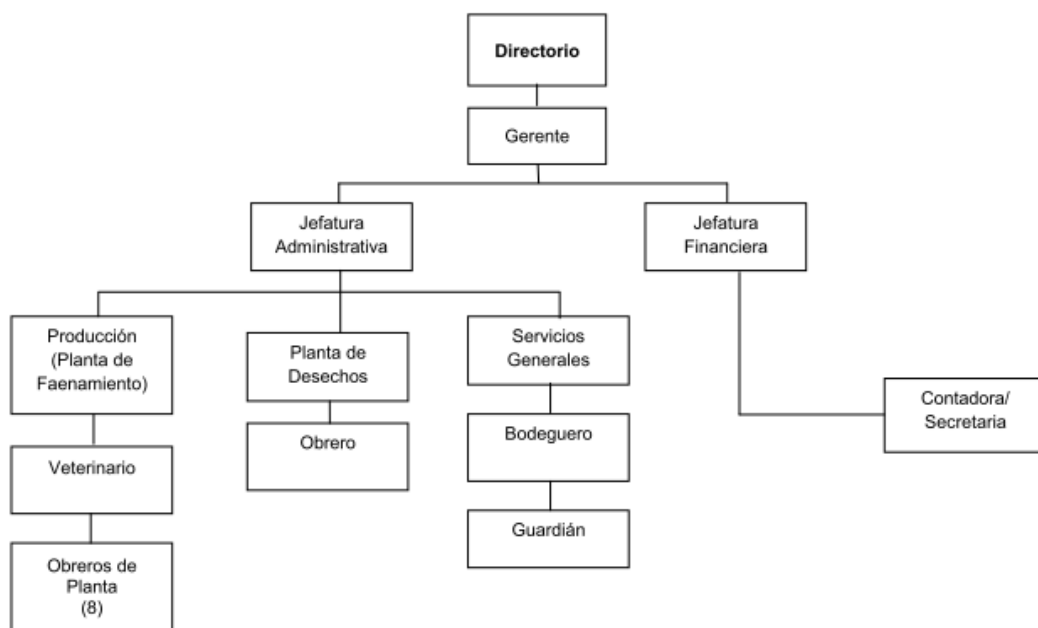 Directorio
Gerente
Jefatura
Administrativa
Jefatura
Financiera
Producción
(Planta de
Faenamiento)
Planta de
Desechos
Servicios
Generales
Contadora/
Secretaria
Veterinario
Obrero
Bodeguero
Obreros de
Planta
(8)
Guardián